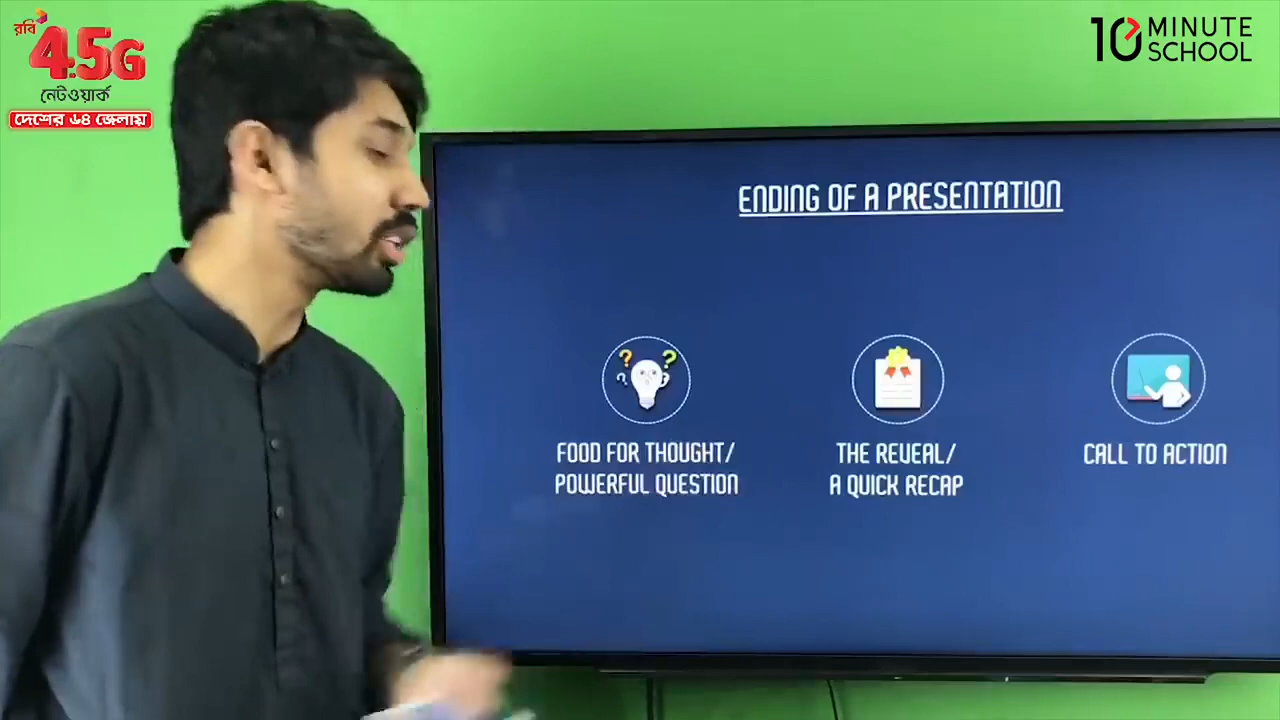 রবি
4.5G
নেটওয়ার্ক
দেশের ৬৪ জেলায়
10 MINUTE
SCHOOL
ENDING OF A PRESENTATION
FOOD FOR THOUGHT/
POWERFUL QUESTION
THE REVEAL/
A QUICK RECAP
CALL TO ACTION